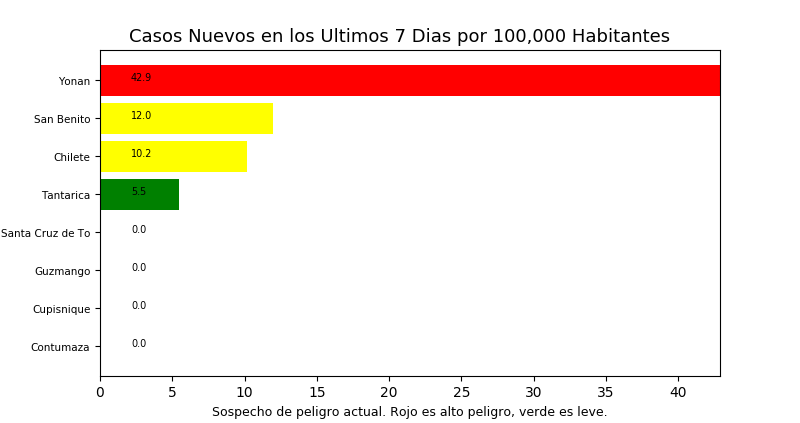 Casos Nuevos en los Ultimos 7 Dias por 100,000 Habitantes
Yonan 42.9
San Benito 12.0
Chilete 10.2
Tantarica 5.5
Santa Cruz de To 0.0
Guzmango 0.0
Cupisnique 0.0
Contumaza 0.0
0 5 10 15 20 25 30 35 40
Sospecho de peligro actual. Rojo es alto peligro, verde es leve.